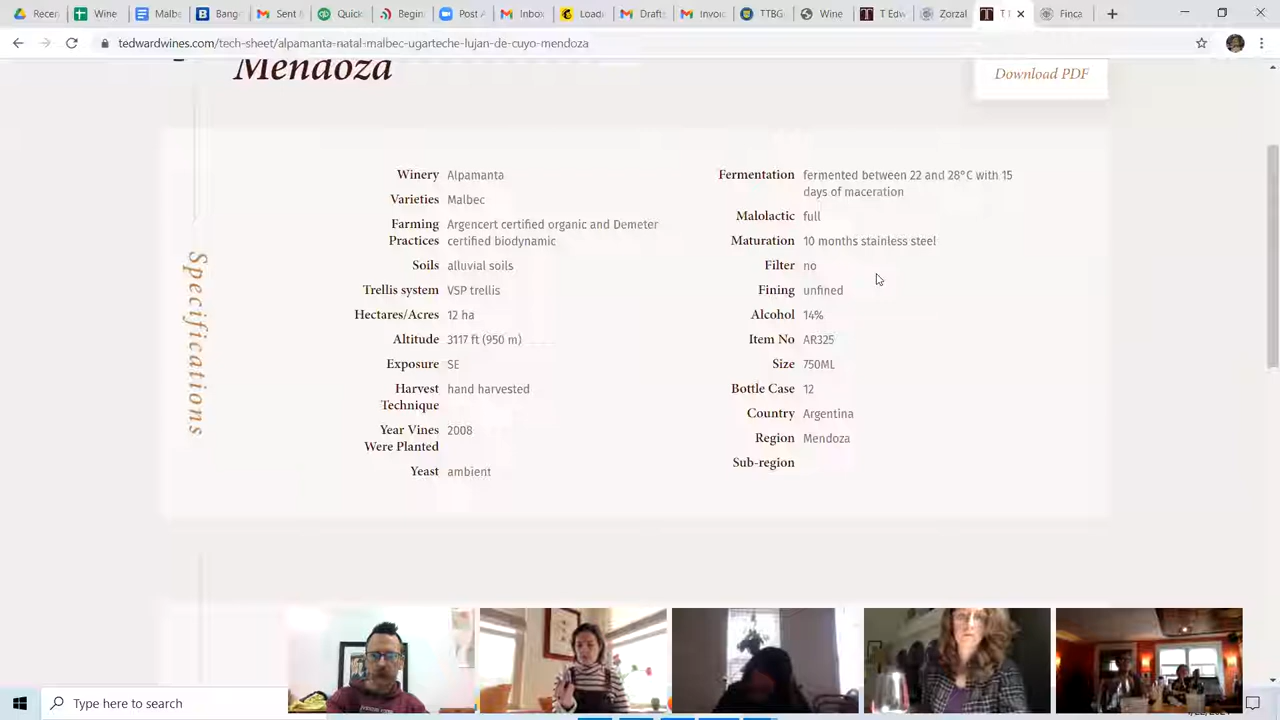 Recen
Wine
Malbe
Bang
Sent M
Quick
Begin
Post A
Inbox
Loadi
Drafts
Invoic
TTBG
Wine
T Edw
Zorzal
T E
Finca
tedwardwines.com/tech-sheet/alpamanta-natal-malbec-ugarteche-lujan-de-cuyo-mendoza
Mendoza
Download PDF
Specifications
Winery Alpamanta
Varieties Malbec
Farming Practices Argencert certified organic and Demeter
certified biodynamic
Soils alluvial soils
Trellis system VSP trellis
Hectares/Acres 12 ha
Altitude 3117 ft (950 m)
Exposure SE
Harvest Technique hand harvested
Year Vines Were Planted 2008
Yeast ambient
Fermentation fermented between 22 and 28°C with 15
days of maceration
Malolactic full
Maturation 10 months stainless steel
Filter no
Fining unfined
Alcohol 14%
Item No AR325
Size 750ML
Bottle Case 12
Country Argentina
Region Mendoza
Sub-region
Type here to search